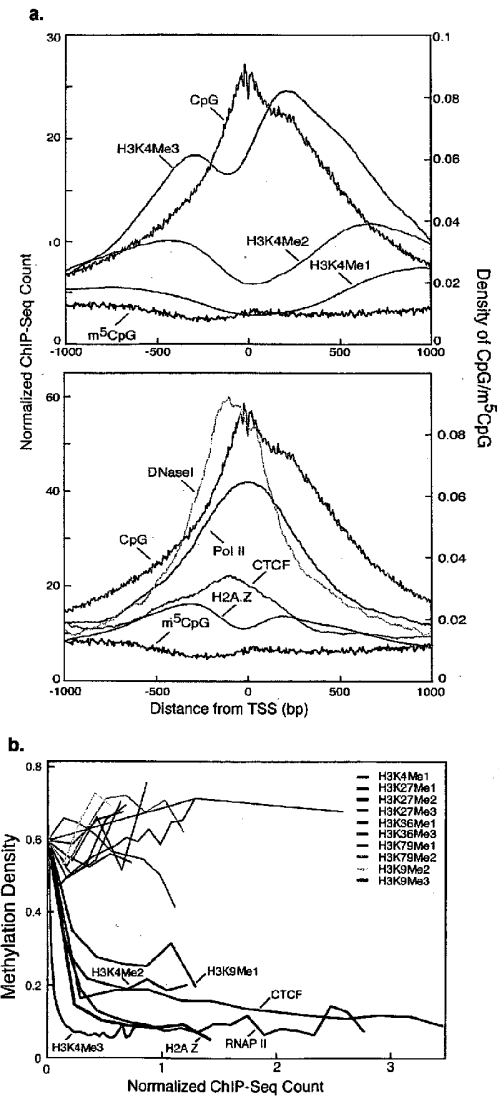 a.
30
20
10
0
0.1
0.08
0.06
0.04
0.02
0
CpG
H3K4Me3
H3K4Me2
H3K4Me1
m5CpG
-1000
-500
0
500
1000
Normalized ChIP-Seq Count
Density of CpG/m5CpG
60
40
20
0
0.08
0.06
0.04
0.02
0
DNaseI
CpG
Pol II
CTCF
H2A.Z
m5CpG
-1000
-500
0
500
1000
Distance from TSS (bp)
b.
0.8
0.6
0.4
0.2
0
Methylation Density
H3K4Me1
H3K27Me1
H3K27Me2
H3K27Me3
H3K36Me1
H3K36Me3
H3K79Me1
H3K79Me2
H3K9Me2
H3K9Me3
H3K4Me2
H3K9Me1
CTCF
H3K4Me3
H2A.Z
RNAP II
1
2
3
Normalized ChIP-Seq Count